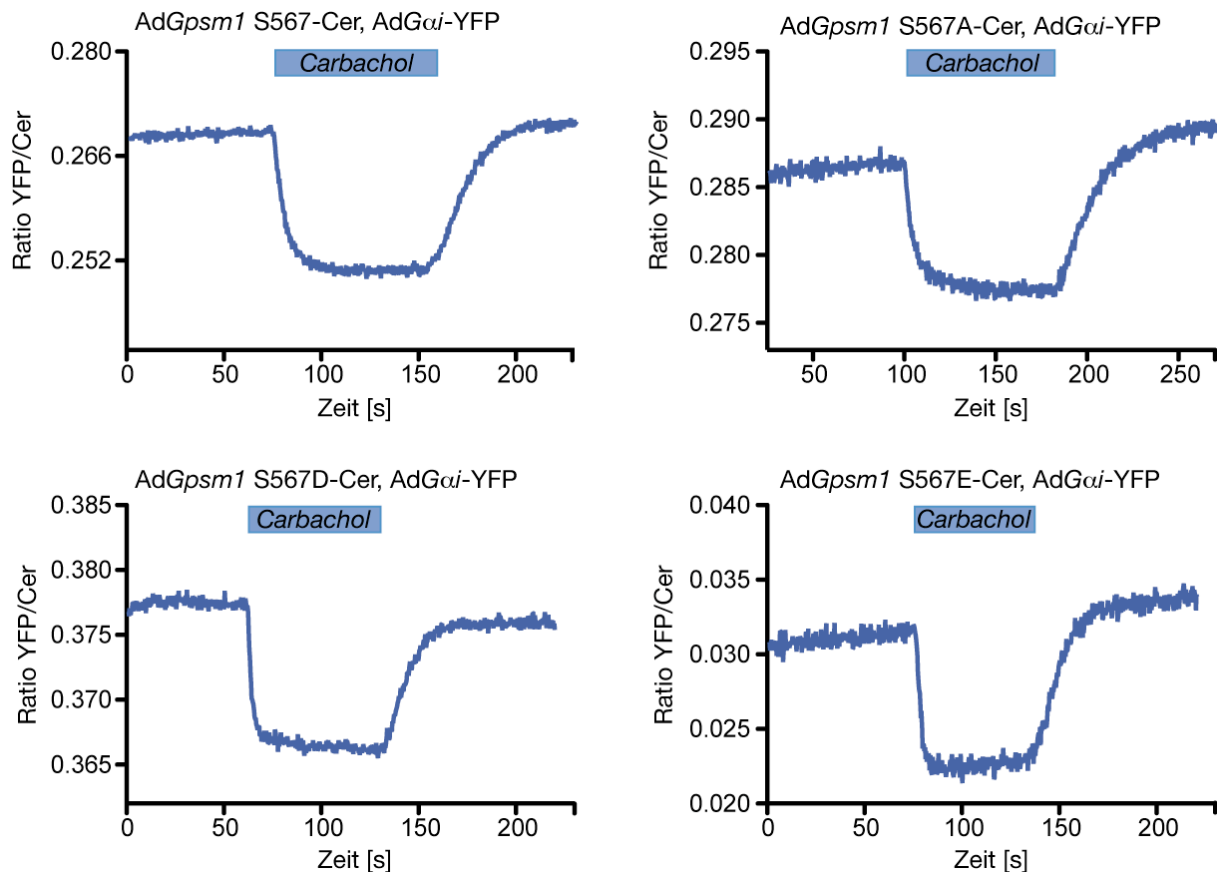 AdGpsm1 S567-Cer, AdGαi-YFP
Carbachol
0.280
0.266
0.252
Ratio YFP/Cer
0 50 100 150 200
Zeit [s]
AdGpsm1 S567A-Cer, AdGαi-YFP
Carbachol
0.295
0.290
0.285
0.280
0.275
Ratio YFP/Cer
50 100 150 200 250
Zeit [s]
AdGpsm1 S567D-Cer, AdGαi-YFP
Carbachol
0.385
0.380
0.375
0.370
0.365
Ratio YFP/Cer
0 50 100 150 200
Zeit [s]
AdGpsm1 S567E-Cer, AdGαi-YFP
Carbachol
0.040
0.035
0.030
0.025
0.020
Ratio YFP/Cer
0 50 100 150 200
Zeit [s]